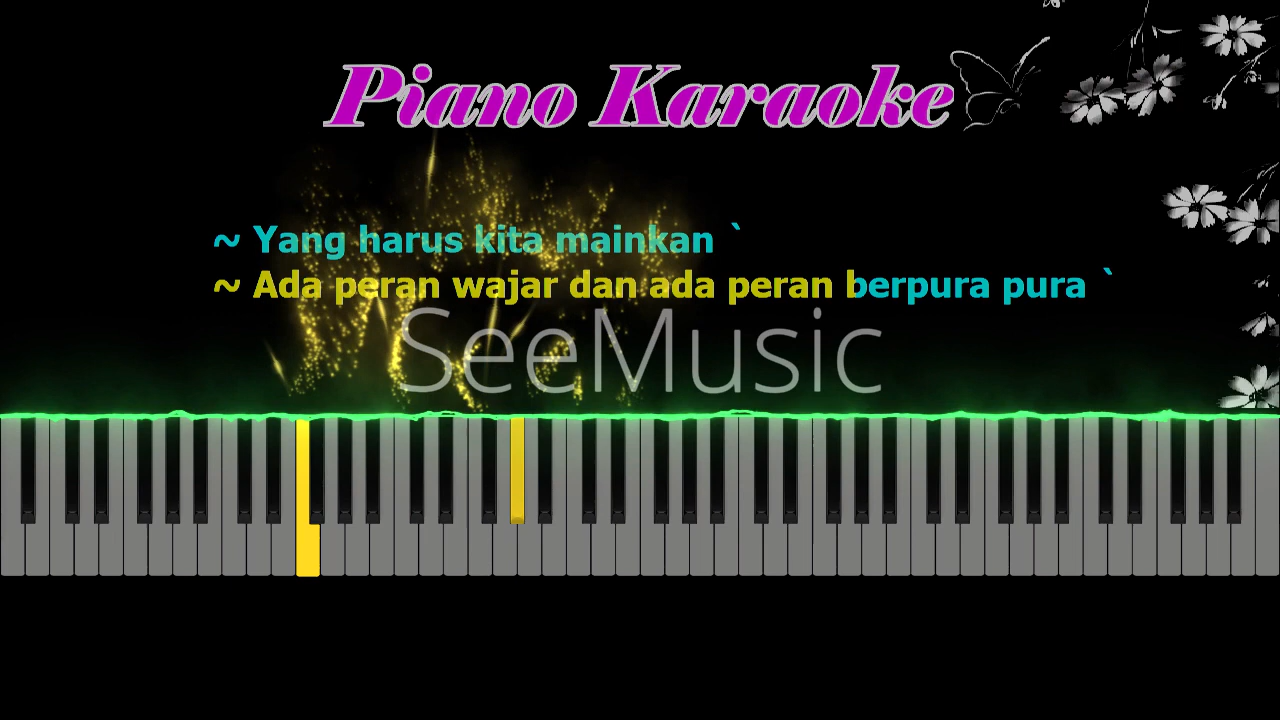 Piano Karaoke
~ Yang harus kita mainkan `
~ Ada peran wajar dan ada peran berpura pura `
SeeMusic